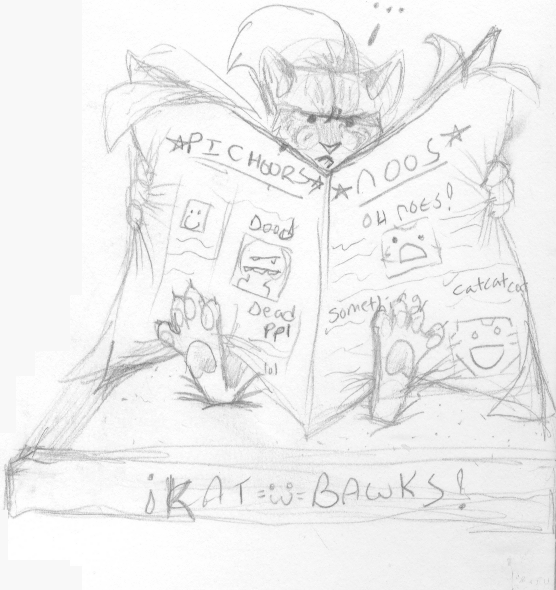 ☆PICHOORS☆
Dood
Dead
PPl
lol
☆NOOS☆
OH NOES!
Something
catcatcat
¡KAT =ω= BAWKS!